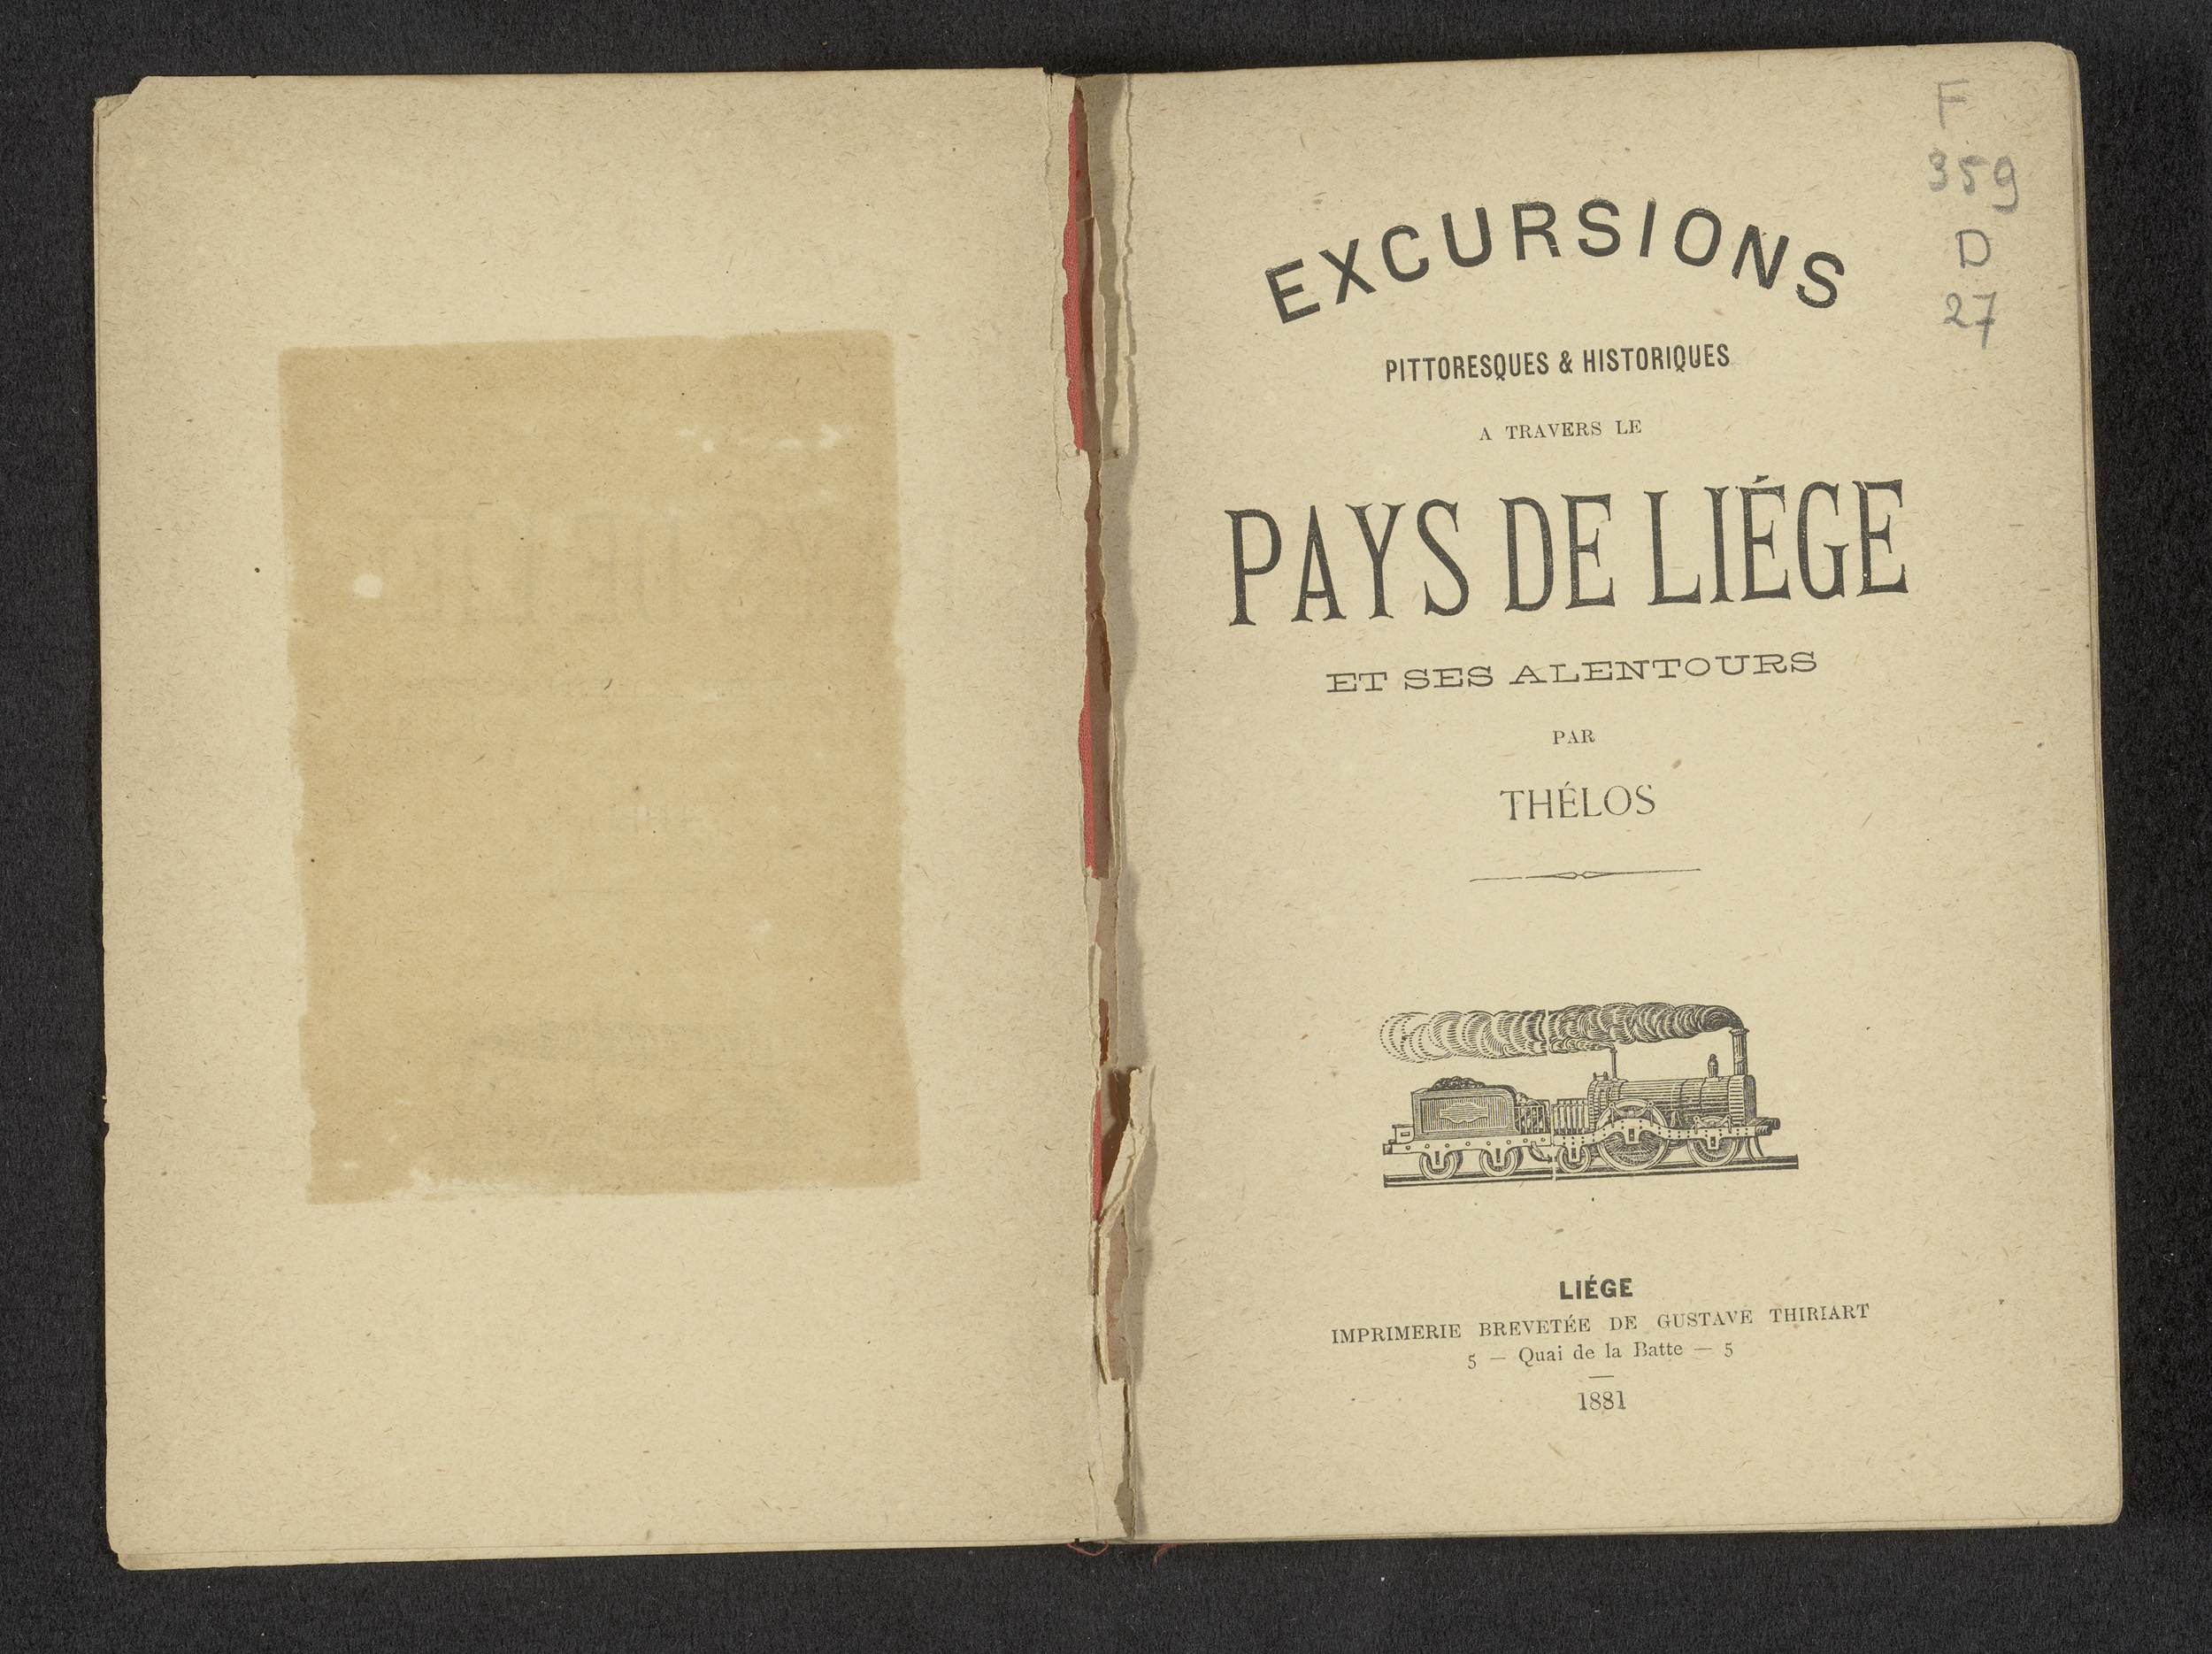 F
359
D
27
EXCURSIONS
PITTORESQUES & HISTORIQUES
A TRAVERS LE
PAYS DE LIÉGE
ET SES ALENTOURS
PAR
THÉLOS
LIÉGE
IMPRIMERIE BREVETÉE DE GUSTAVE THIRIART
5 — Quai de la Batte — 5
1881